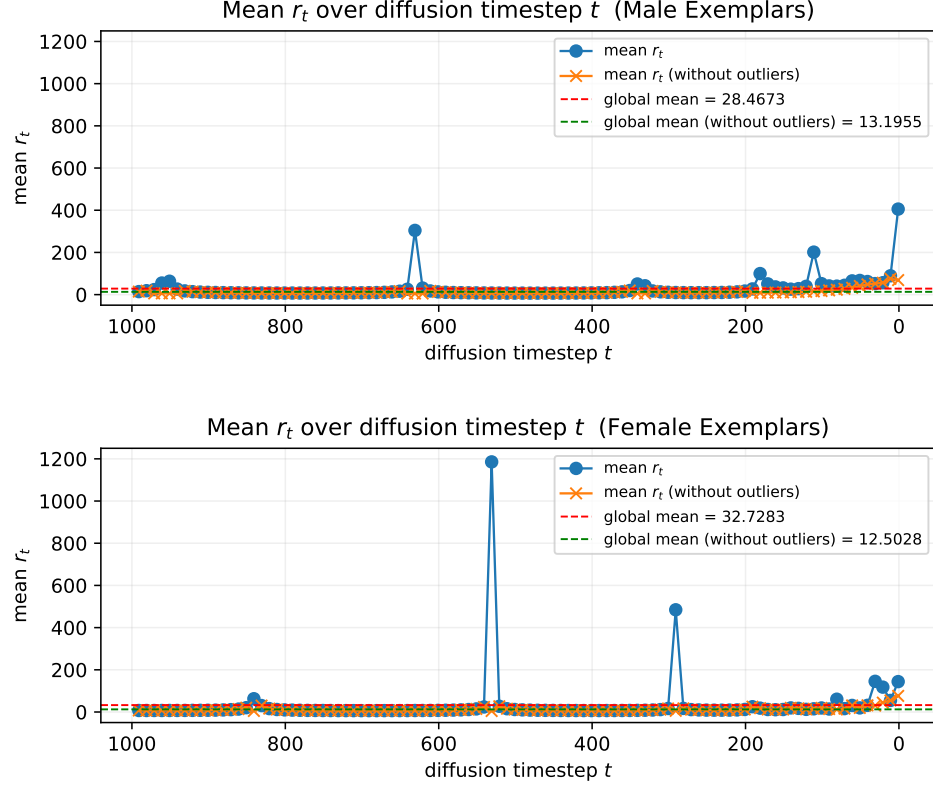 Mean r_t over diffusion timestep t (Male Exemplars)
1200
1000
800
600
400
200
0
mean r_t
mean r_t
mean r_t (without outliers)
global mean = 28.4673
global mean (without outliers) = 13.1955
1000 800 600 400 200 0
diffusion timestep t
Mean r_t over diffusion timestep t (Female Exemplars)
1200
1000
800
600
400
200
0
mean r_t
mean r_t
mean r_t (without outliers)
global mean = 32.7283
global mean (without outliers) = 12.5028
1000 800 600 400 200 0
diffusion timestep t